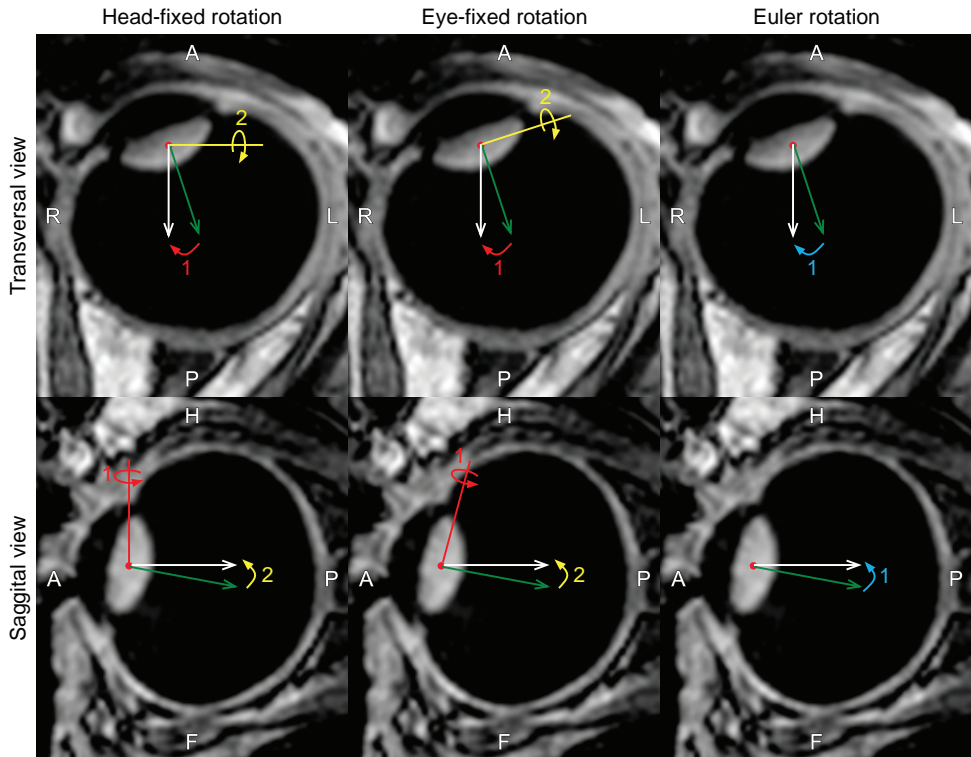 Head-fixed rotation
Eye-fixed rotation
Euler rotation
Transversal view
A
2
R
L
1
P
A
2
R
L
1
P
A
R
L
1
P
Saggital view
H
1
A
2
P
F
H
1
A
2
P
F
H
A
1
P
F